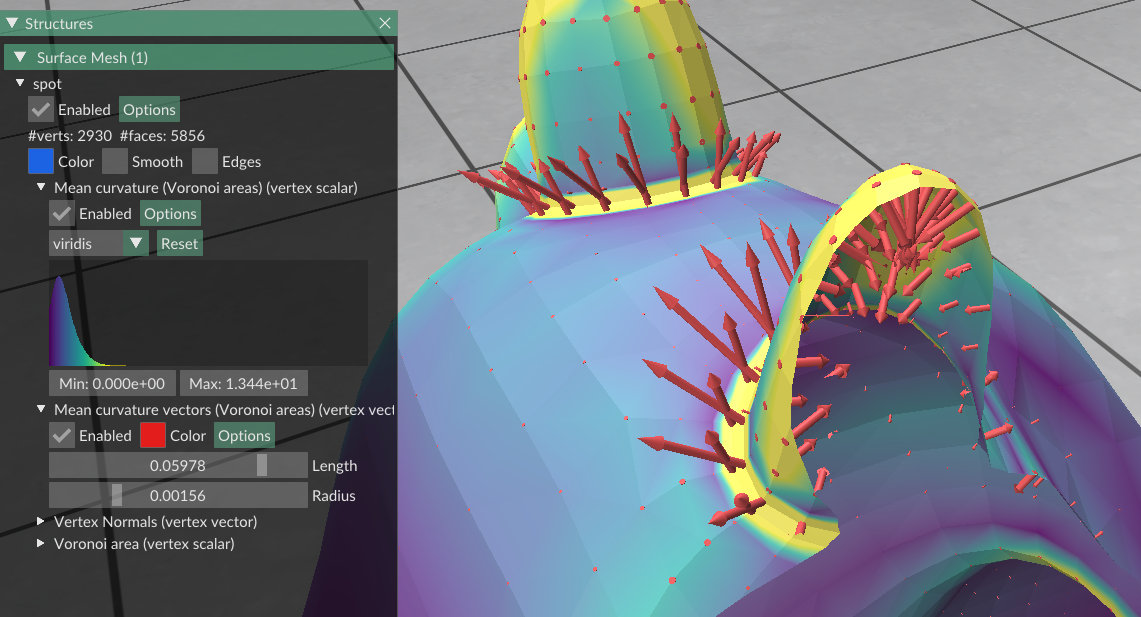 Structures
Surface Mesh (1)
spot
Enabled Options
#verts: 2930 #faces: 5856
Color Smooth Edges
Mean curvature (Voronoi areas) (vertex scalar)
Enabled Options
viridis Reset
Min: 0.000e+00 Max: 1.344e+01
Mean curvature vectors (Voronoi areas) (vertex vect
Enabled Color Options
0.05978 Length
0.00156 Radius
Vertex Normals (vertex vector)
Voronoi area (vertex scalar)